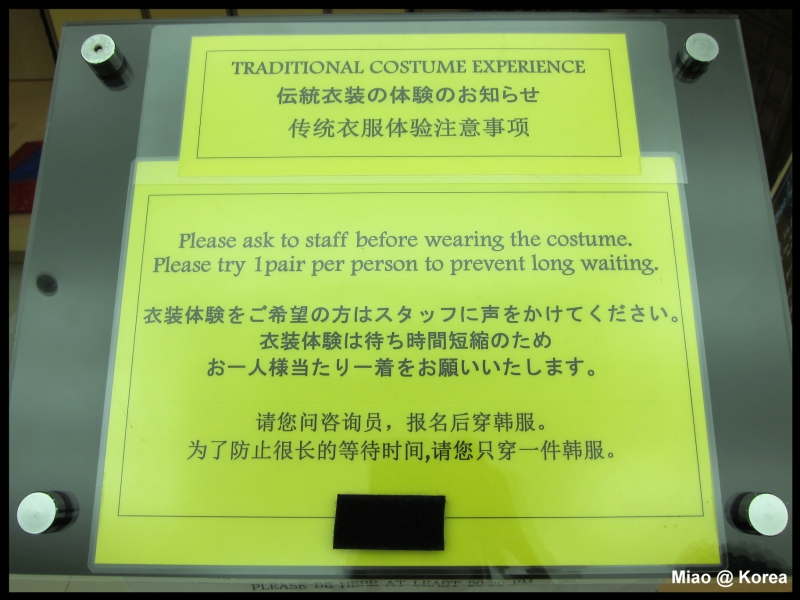 TRADITIONAL COSTUME EXPERIENCE
伝統衣装の体験のお知らせ
传统衣服体验注意事项
Please ask to staff before wearing the costume.
Please try 1pair per person to prevent long waiting.
衣装体験をご希望の方はスタッフに声をかけてください。
衣装体験は待ち時間短縮のため
お一人様当たり一着をお願いいたします。
请您问咨询员，报名后穿韩服。
为了防止很长的等待时间,请您只穿一件韩服。
PLEASE BE HERE AT LEAST
Miao @ Korea